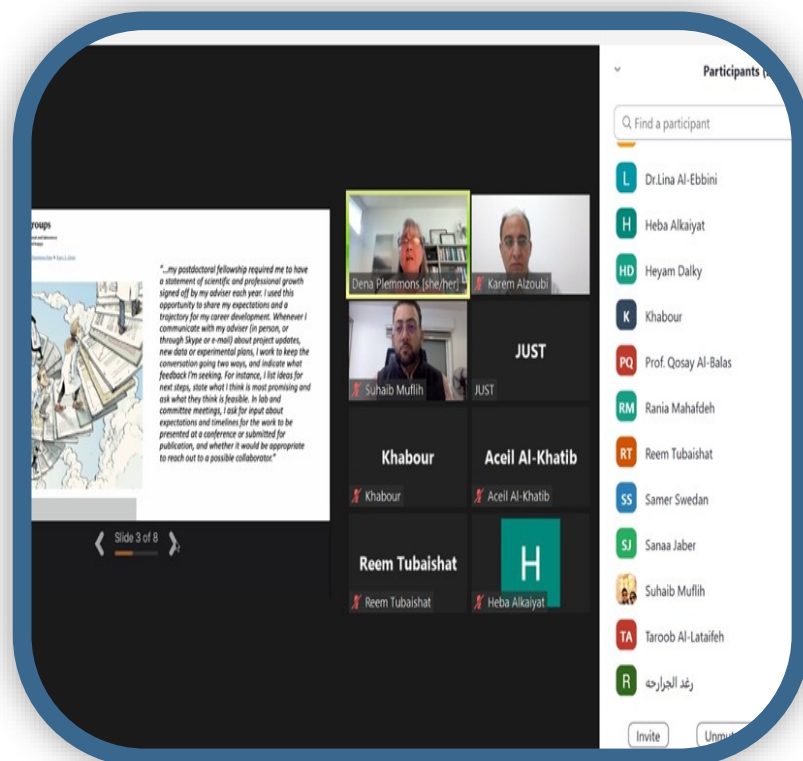 roups
"...my postdoctoral fellowship required me to have
a statement of scientific and professional growth
signed off by my adviser each year. I used this
opportunity to share my expectations and a
trajectory for my career development. Whenever I
communicate with my adviser (in person, or
through Skype or e-mail) about project updates,
new data or experimental plans, I work to keep the
conversation going two ways, and indicate what
feedback I'm seeking. For instance, I list ideas for
next steps, state what I think is most promising and
ask what they think is feasible. In lab and
committee meetings, I ask for input about
expectations and timelines for the work to be
presented at a conference or submitted for
publication, and whether it would be appropriate
to reach out to a possible collaborator."
Slide 3 of 8
Dena Plemmons [she/her]
Karem Alzoubi
Suhaib Muflih
JUST
JUST
Khabour
Khabour
Aceil Al-Khatib
Aceil Al-Khatib
Reem Tubaishat
Reem Tubaishat
H
Heba Alkaiyat
Participants (
Find a participant
L Dr.Lina Al-Ebbini
H Heba Alkaiyat
HD Heyam Dalky
K Khabour
PQ Prof. Qosay Al-Balas
RM Rania Mahafdeh
RT Reem Tubaishat
SS Samer Swedan
SJ Sanaa Jaber
Suhaib Muflih
TA Taroob Al-Lataifeh
R رغد الجراحه
Invite
Unmu